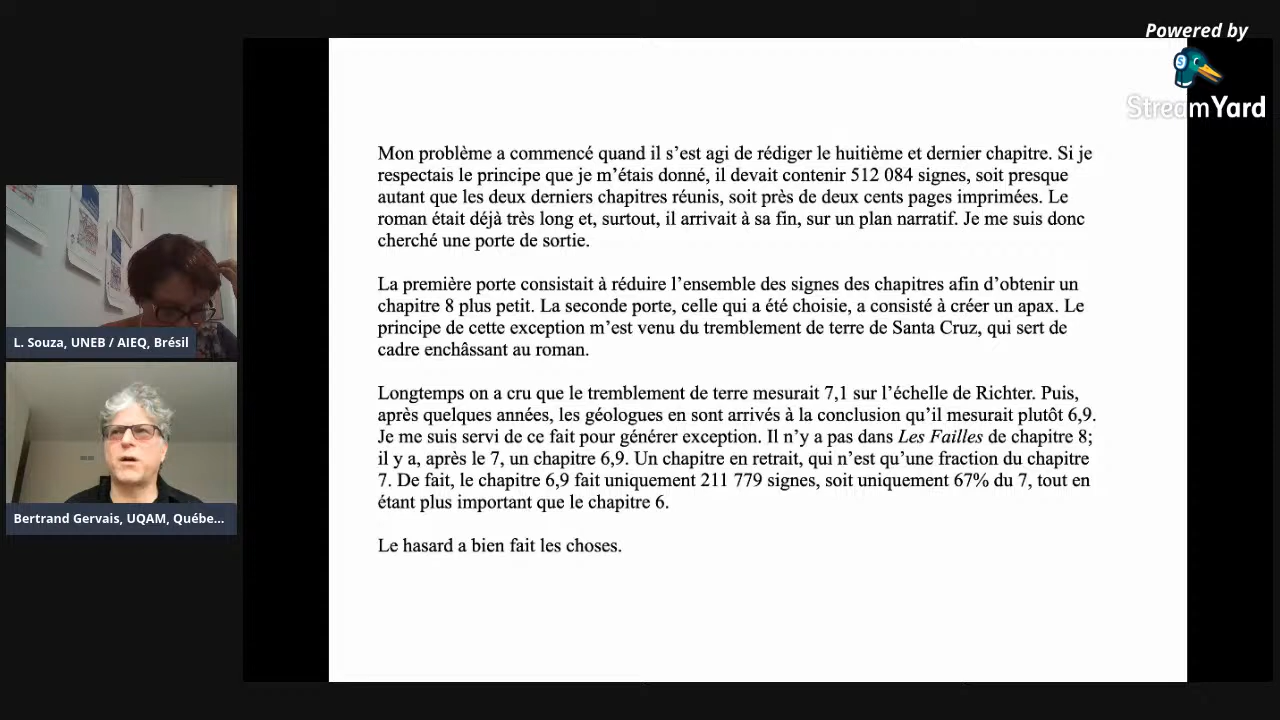 Powered by
StreamYard
Mon problème a commencé quand il s’est agi de rédiger le huitième et dernier chapitre. Si je
respectais le principe que je m’étais donné, il devait contenir 512 084 signes, soit presque
autant que les deux derniers chapitres réunis, soit près de deux cents pages imprimées. Le
roman était déjà très long et, surtout, il arrivait à sa fin, sur un plan narratif. Je me suis donc
cherché une porte de sortie.
La première porte consistait à réduire l’ensemble des signes des chapitres afin d’obtenir un
chapitre 8 plus petit. La seconde porte, celle qui a été choisie, a consisté à créer un apax. Le
principe de cette exception m’est venu du tremblement de terre de Santa Cruz, qui sert de
cadre enchâssant au roman.
Longtemps on a cru que le tremblement de terre mesurait 7,1 sur l’échelle de Richter. Puis,
après quelques années, les géologues en sont arrivés à la conclusion qu’il mesurait plutôt 6,9.
Je me suis servi de ce fait pour générer exception. Il n’y a pas dans Les Failles de chapitre 8;
il y a, après le 7, un chapitre 6,9. Un chapitre en retrait, qui n’est qu’une fraction du chapitre
7. De fait, le chapitre 6,9 fait uniquement 211 779 signes, soit uniquement 67% du 7, tout en
étant plus important que le chapitre 6.
Le hasard a bien fait les choses.
L. Souza, UNEB / AIEQ, Brésil
Bertrand Gervais, UQAM, Québe...